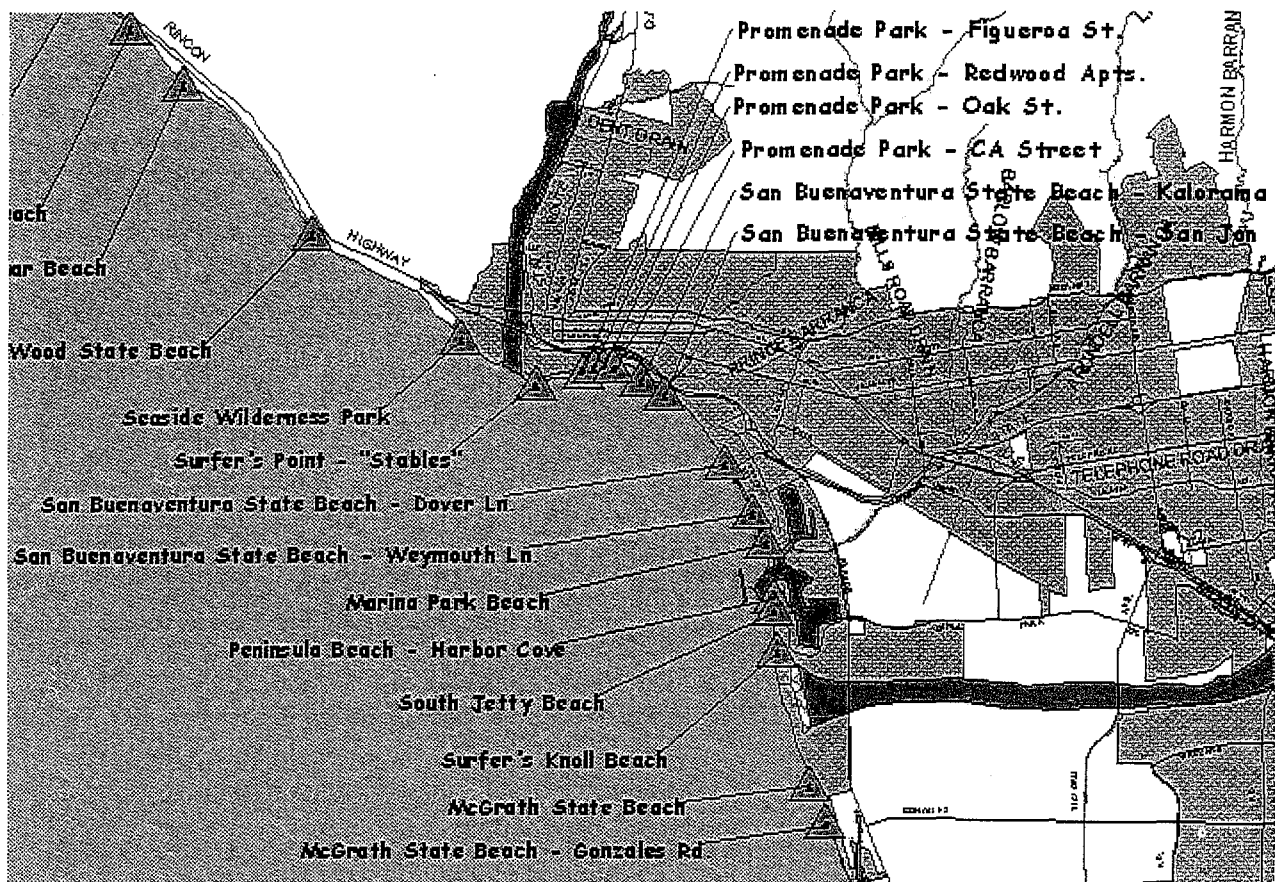 Promenade Park - Figueroa St.
RINCON
Promenade Park - Redwood Apts.
Promenade Park - Oak St.
HARMON BARRAN
DENT DRAIN
Promenade Park - CA Street
San Buenaventura State Beach - Kalorama
each
San Buenaventura State Beach - San Jon
HIGHWAY
ar Beach
Wood State Beach
Seaside Wilderness Park
Surfer's Point - "Stables"
TELEPHONE ROAD DR
San Buenaventura State Beach - Dover Ln.
San Buenaventura State Beach - Weymouth Ln
Marina Park Beach
Peninsula Beach - Harbor Cove
South Jetty Beach
Surfer's Knoll Beach
McGrath State Beach
McGrath State Beach - Gonzales Rd.